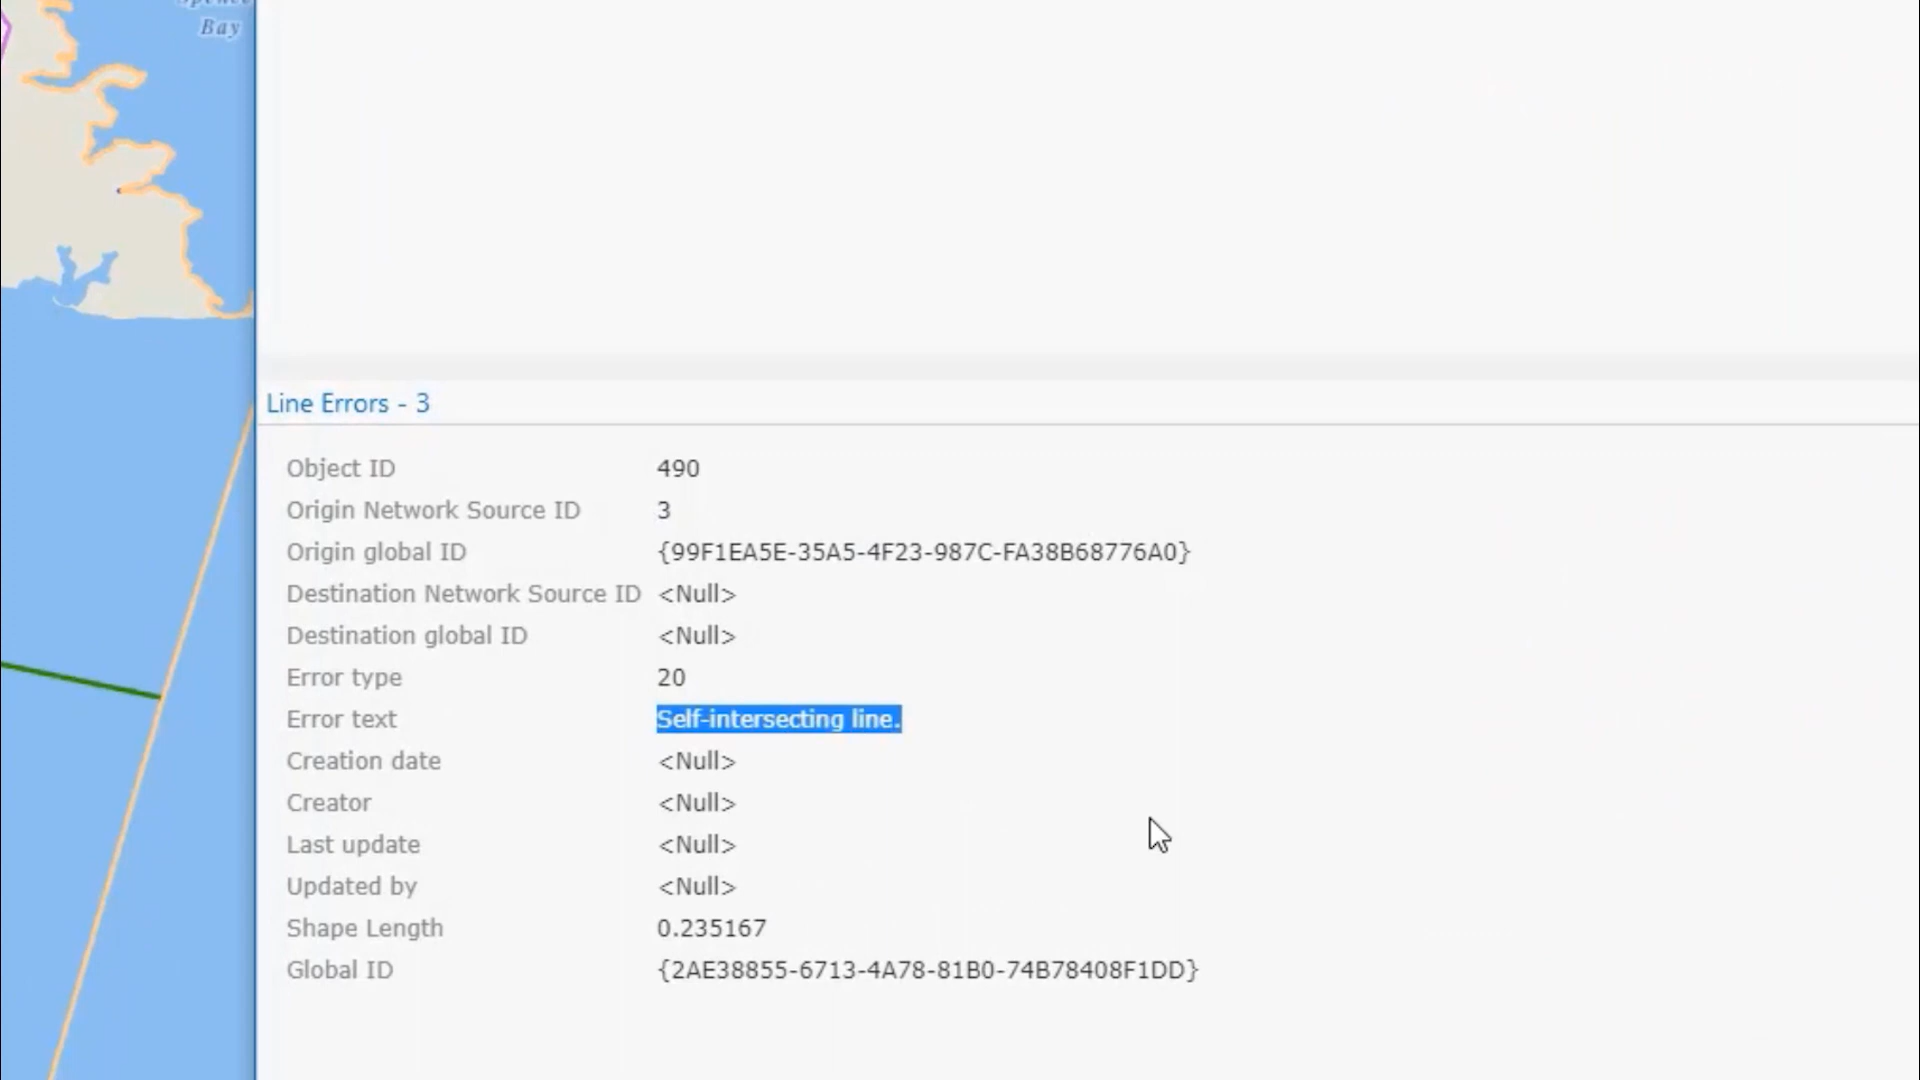 Bay
Line Errors - 3
Object ID 490
Origin Network Source ID 3
Origin global ID {99F1EA5E-35A5-4F23-987C-FA38B68776A0}
Destination Network Source ID <Null>
Destination global ID <Null>
Error type 20
Error text Self-intersecting line.
Creation date <Null>
Creator <Null>
Last update <Null>
Updated by <Null>
Shape Length 0.235167
Global ID {2AE38855-6713-4A78-81B0-74B78408F1DD}